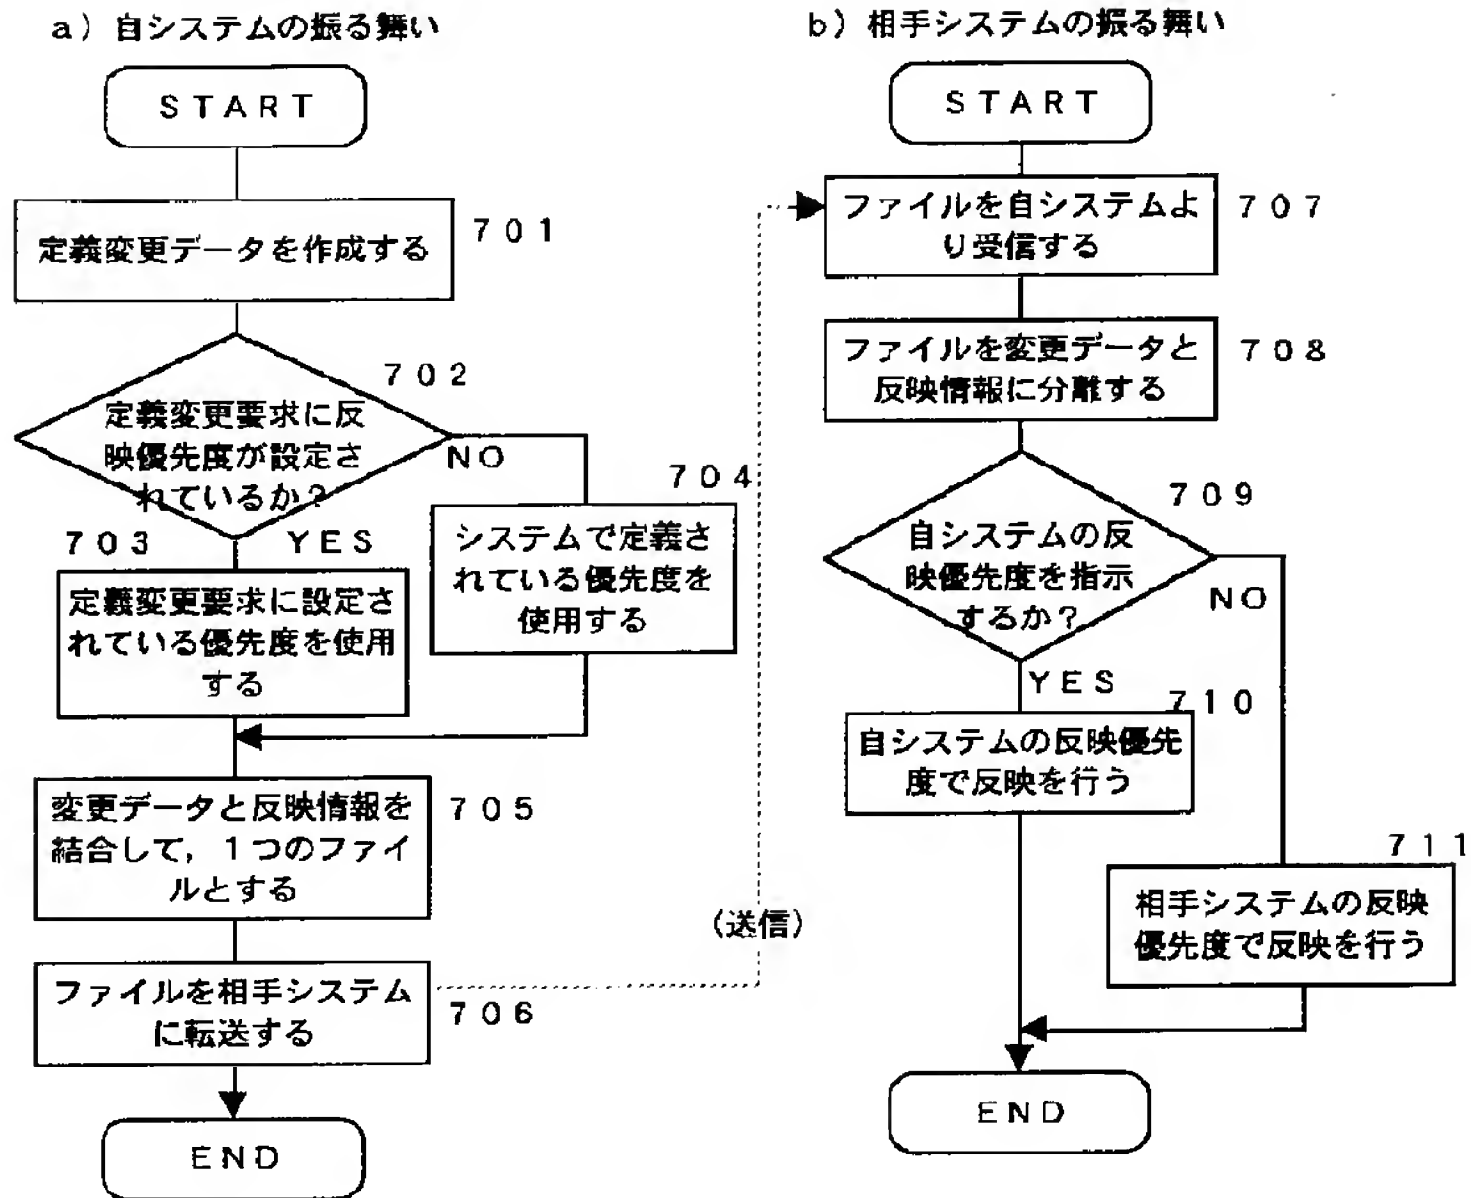 a）自システムの振る舞い
START
定義変更データを作成する
701
702
定義変更要求に反
映優先度が設定さ
れているか？
NO
YES
703
定義変更要求に設定さ
れている優先度を使用
する
704
システムで定義さ
れている優先度を
使用する
変更データと反映情報を
結合して，１つのファイ
ルとする
705
ファイルを相手システム
に転送する
706
END
（送信）
b）相手システムの振る舞い
START
ファイルを自システムよ
り受信する
707
ファイルを変更データと
反映情報に分離する
708
709
自システムの反
映優先度を指示
するか？
NO
YES
710
自システムの反映優先
度で反映を行う
711
相手システムの反映
優先度で反映を行う
END